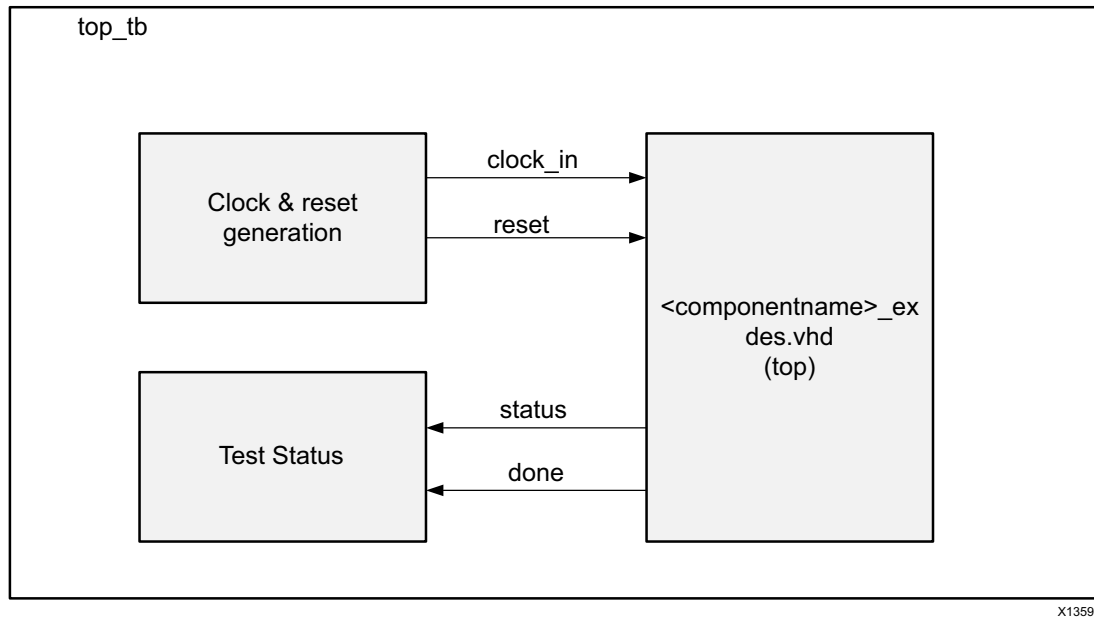 top_tb
clock_in
Clock & reset
generation
reset
<componentname>_ex
des.vhd
(top)
status
Test Status
done
X1359